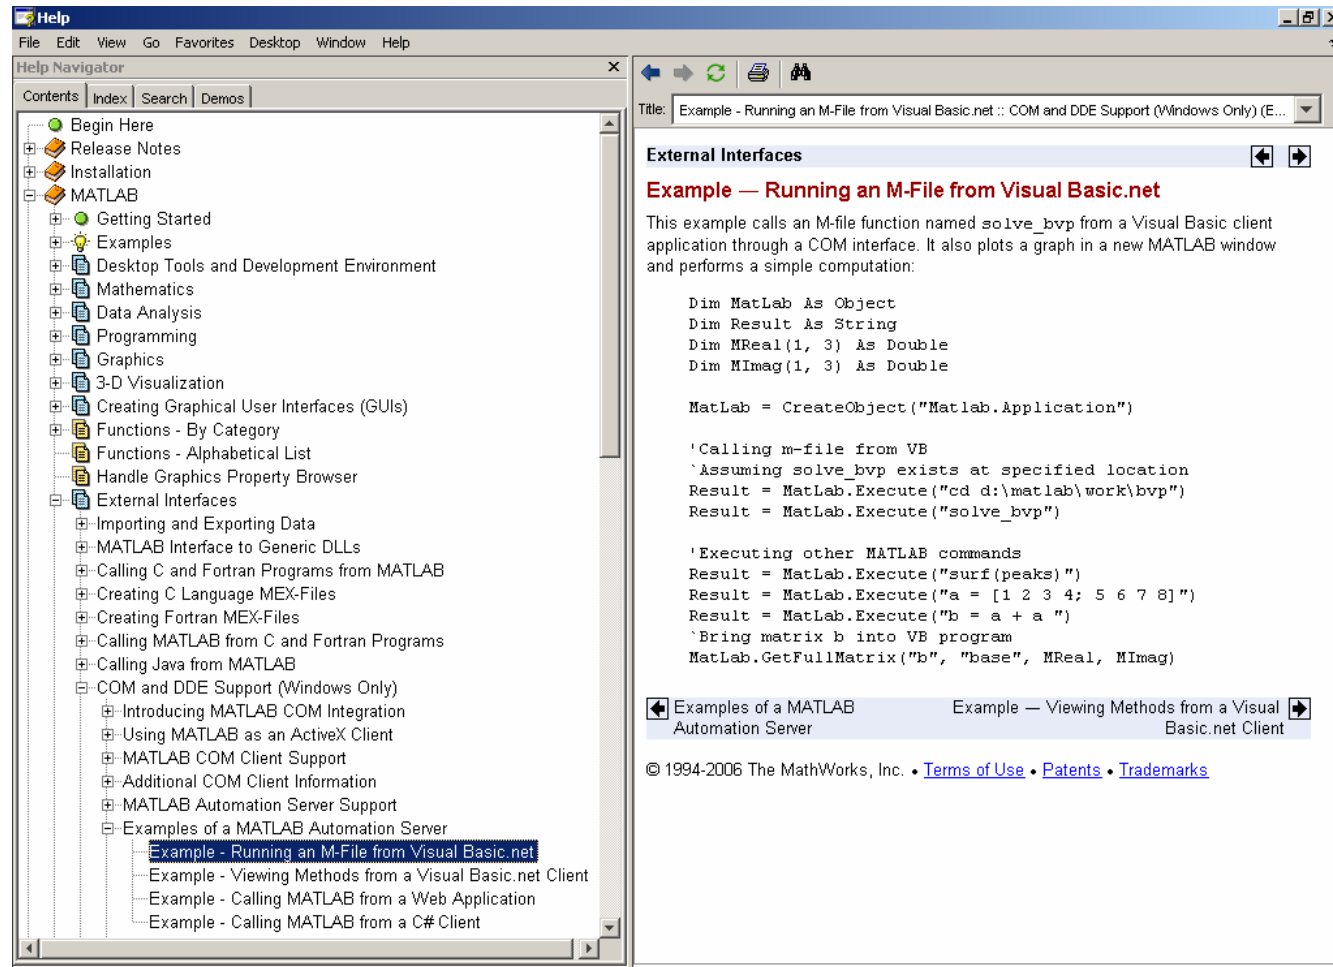 Help
File Edit View Go Favorites Desktop Window Help
Help Navigator
Contents Index Search Demos
Begin Here
Release Notes
Installation
MATLAB
Getting Started
Examples
Desktop Tools and Development Environment
Mathematics
Data Analysis
Programming
Graphics
3-D Visualization
Creating Graphical User Interfaces (GUIs)
Functions - By Category
Functions - Alphabetical List
Handle Graphics Property Browser
External Interfaces
Importing and Exporting Data
MATLAB Interface to Generic DLLs
Calling C and Fortran Programs from MATLAB
Creating C Language MEX-Files
Creating Fortran MEX-Files
Calling MATLAB from C and Fortran Programs
Calling Java from MATLAB
COM and DDE Support (Windows Only)
Introducing MATLAB COM Integration
Using MATLAB as an ActiveX Client
MATLAB COM Client Support
Additional COM Client Information
MATLAB Automation Server Support
Examples of a MATLAB Automation Server
Example - Running an M-File from Visual Basic.net
Example - Viewing Methods from a Visual Basic.net Client
Example - Calling MATLAB from a Web Application
Example - Calling MATLAB from a C# Client
Title: Example - Running an M-File from Visual Basic.net :: COM and DDE Support (Windows Only) (E...
External Interfaces
Example — Running an M-File from Visual Basic.net
This example calls an M-file function named solve_bvp from a Visual Basic client
application through a COM interface. It also plots a graph in a new MATLAB window
and performs a simple computation:
Dim MatLab As Object
Dim Result As String
Dim MReal(1, 3) As Double
Dim MImag(1, 3) As Double
MatLab = CreateObject("Matlab.Application")
'Calling m-file from VB
`Assuming solve_bvp exists at specified location
Result = MatLab.Execute("cd d:\matlab\work\bvp")
Result = MatLab.Execute("solve_bvp")
'Executing other MATLAB commands
Result = MatLab.Execute("surf(peaks)")
Result = MatLab.Execute("a = [1 2 3 4; 5 6 7 8]")
Result = MatLab.Execute("b = a + a ")
`Bring matrix b into VB program
MatLab.GetFullMatrix("b", "base", MReal, MImag)
Examples of a MATLAB
Automation Server
Example — Viewing Methods from a Visual
Basic.net Client
© 1994-2006 The MathWorks, Inc. • Terms of Use • Patents • Trademarks